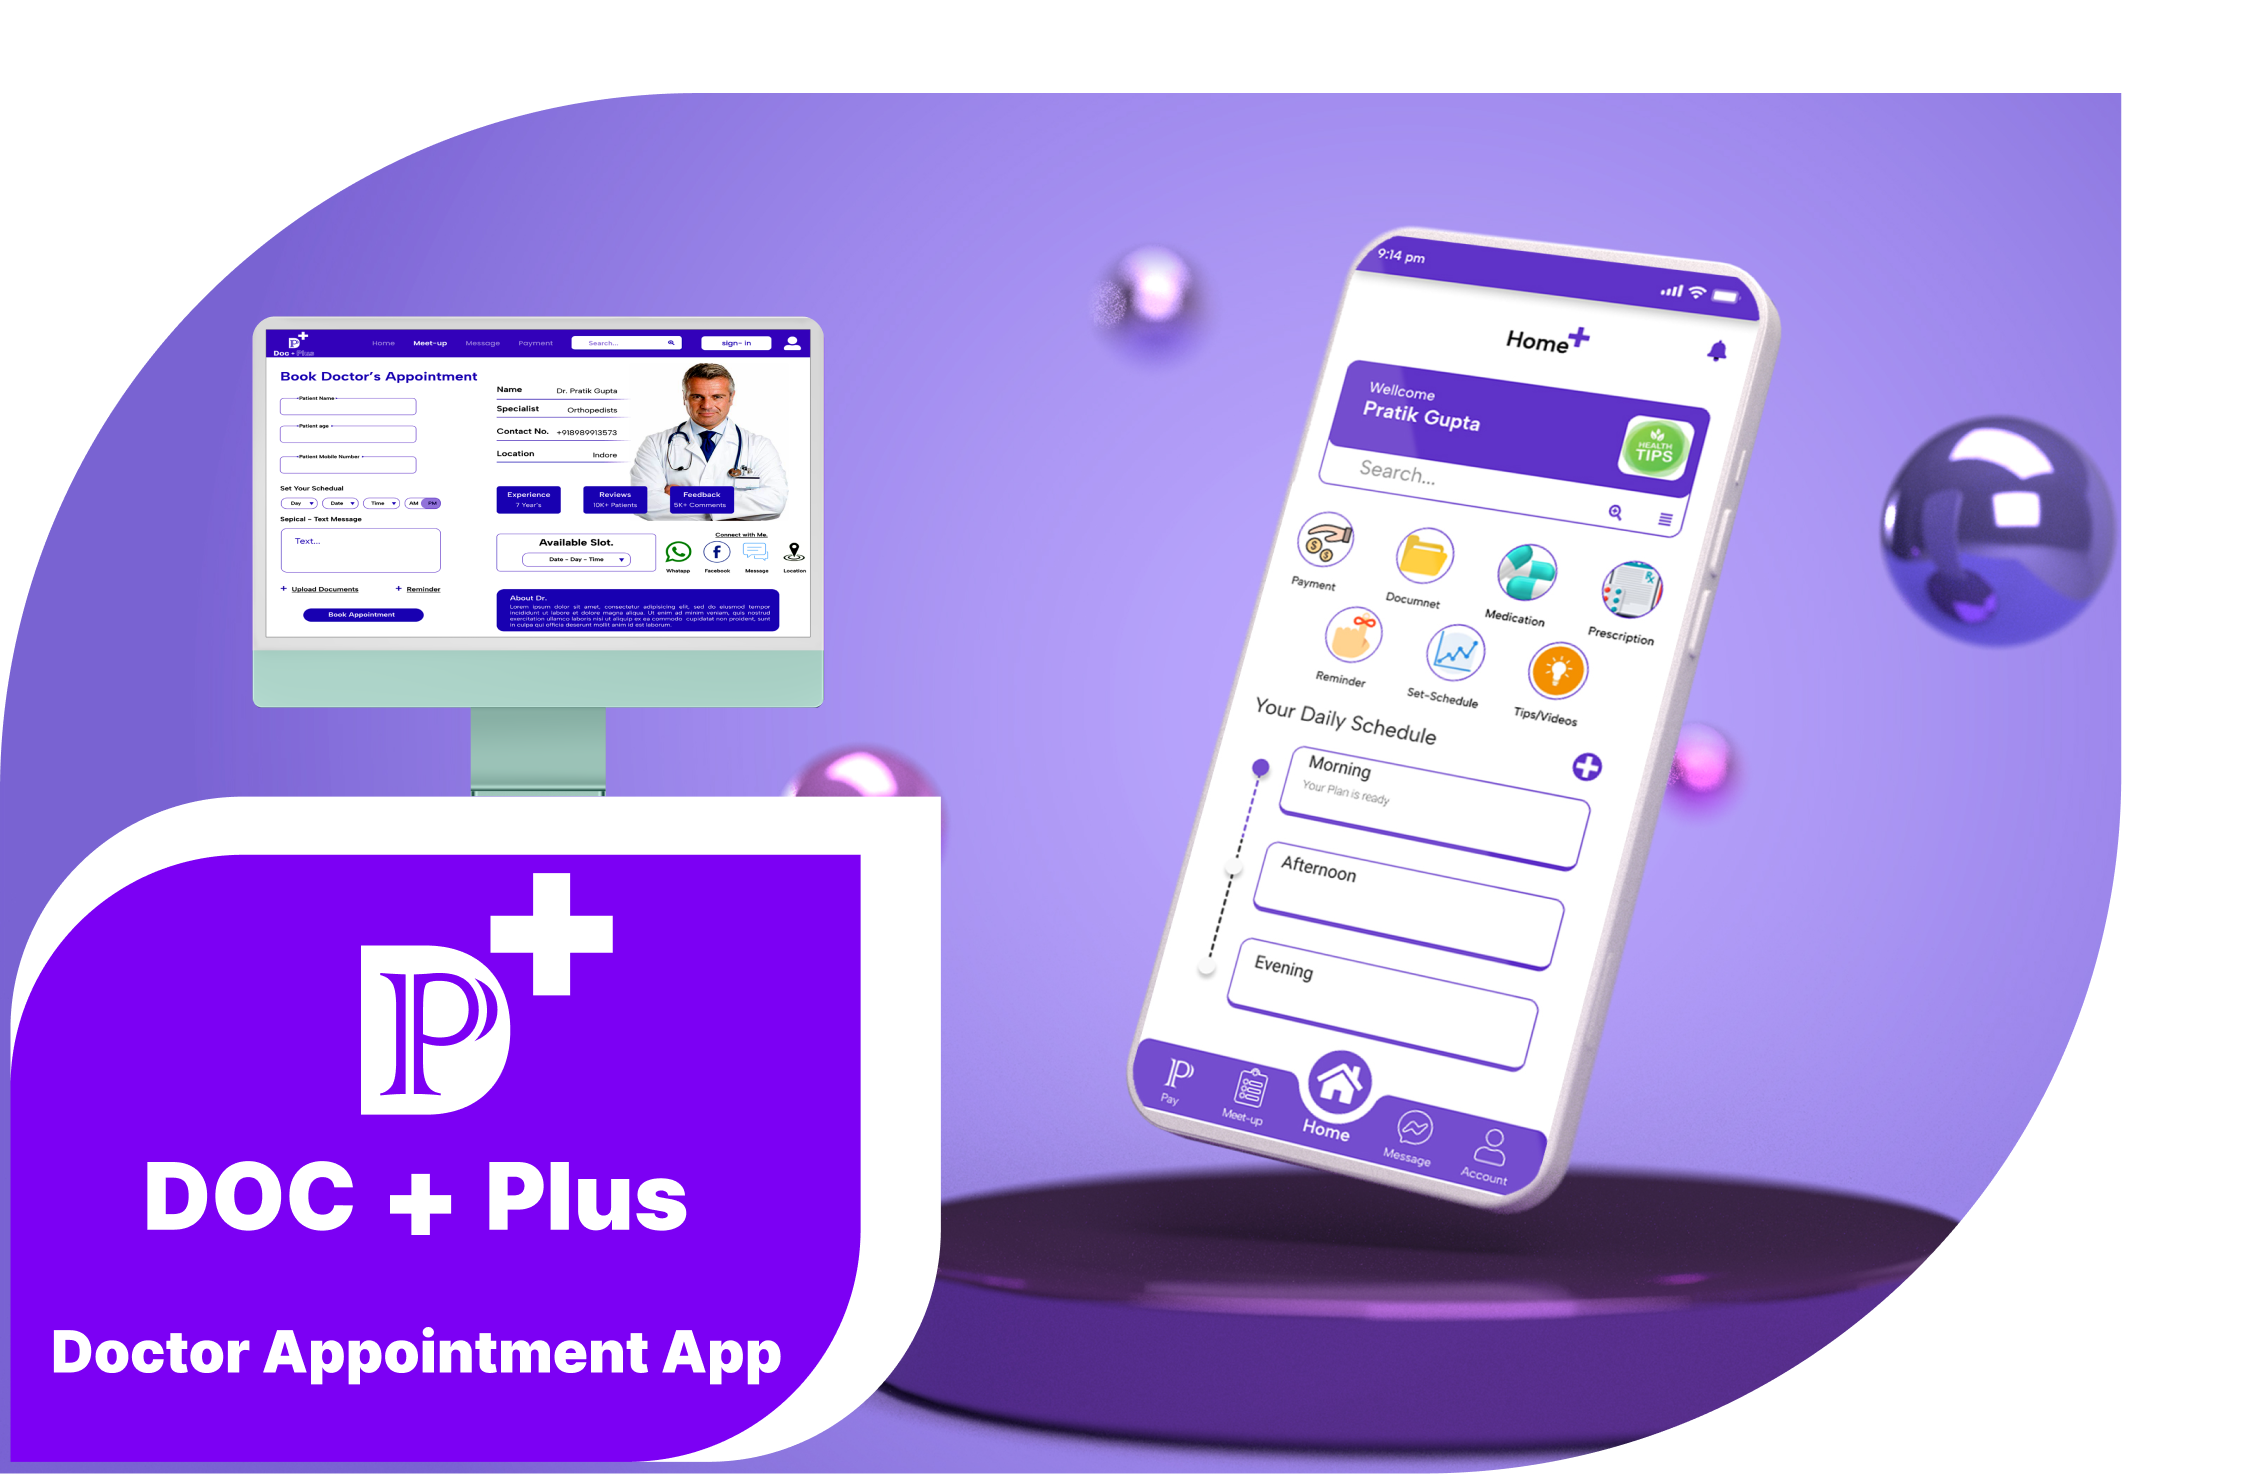 P
Doc + Plus
Home Meet-up Message Payment Search... sign- in
Book Doctor's Appointment
Patient Name
Patient age
Patient Mobile Number
Set Your Schedual
Day Date Time AM PM
Sepical - Text Message
Text...
+ Upload Documents + Reminder
Book Appointment
Name Dr. Pratik Gupta
Specialist Orthopedists
Contact No. +918989913573
Location Indore
Experience
7 Year's
Reviews
10K+ Patients
Feedback
5K+ Comments
Available Slot.
Date - Day - Time
Connect with Me.
Whatapp Facebook Message Location
About Dr.
Lorem ipsum dolor sit amet, consectetur adipisicing elit, sed do eiusmod tempor
incididunt ut labore et dolore magna aliqua. Ut enim ad minim veniam, quis nostrud
exercitation ullamco laboris nisi ut aliquip ex ea commodo cupidatat non proident, sunt
in culpa qui officia deserunt mollit anim id est laborum.
9:14 pm
Home
Wellcome
Pratik Gupta
HEALTH
TIPS
Search...
Payment Documnet Medication Prescription
Reminder Set-Schedule Tips/Videos
Your Daily Schedule
Morning
Your Plan is ready
Afternoon
Evening
Pay Meet-up Home Message Account
P
DOC + Plus
Doctor Appointment App